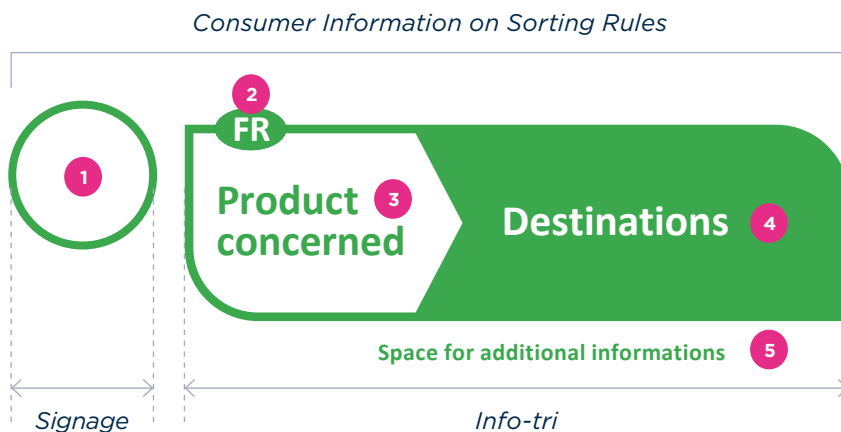 Consumer Information on Sorting Rules
2
FR
1
Product 3
concerned
Destinations 4
Space for additional informations 5
Signage
Info-tri